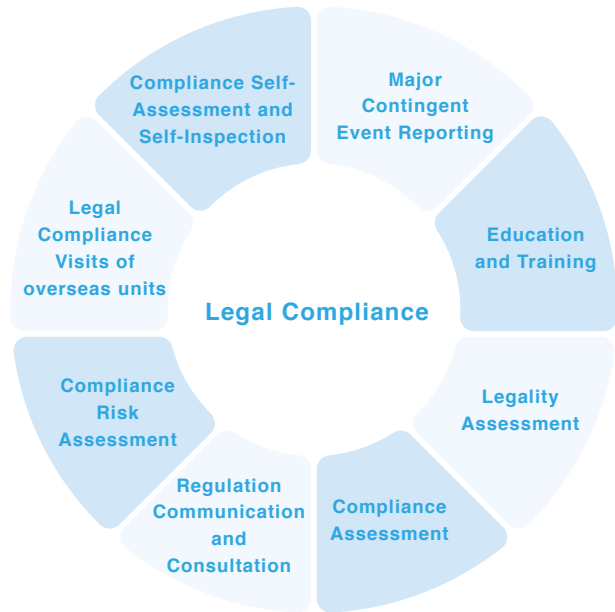 Compliance Self-
Assessment and
Self-Inspection
Major
Contingent
Event Reporting
Education
and Training
Legality
Assessment
Compliance
Assessment
Regulation
Communication
and
Consultation
Compliance
Risk
Assessment
Legal
Compliance
Visits of
overseas units
Legal Compliance